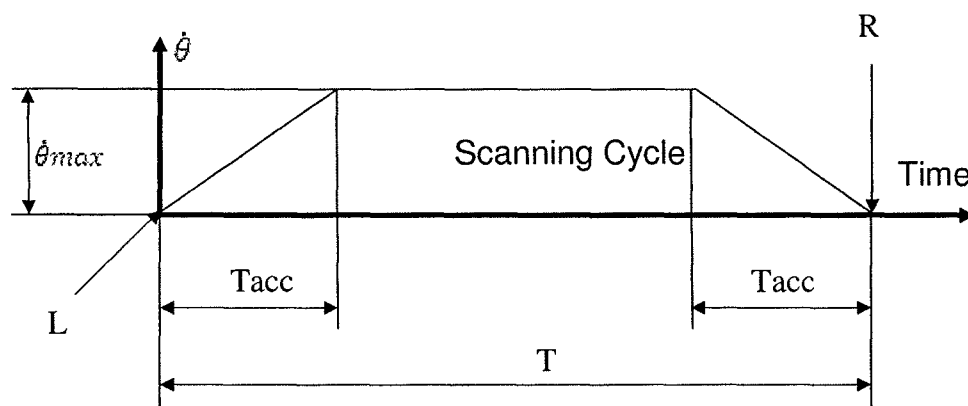 R
θ̇
θ̇max
Scanning Cycle
Time
Tacc
Tacc
L
T